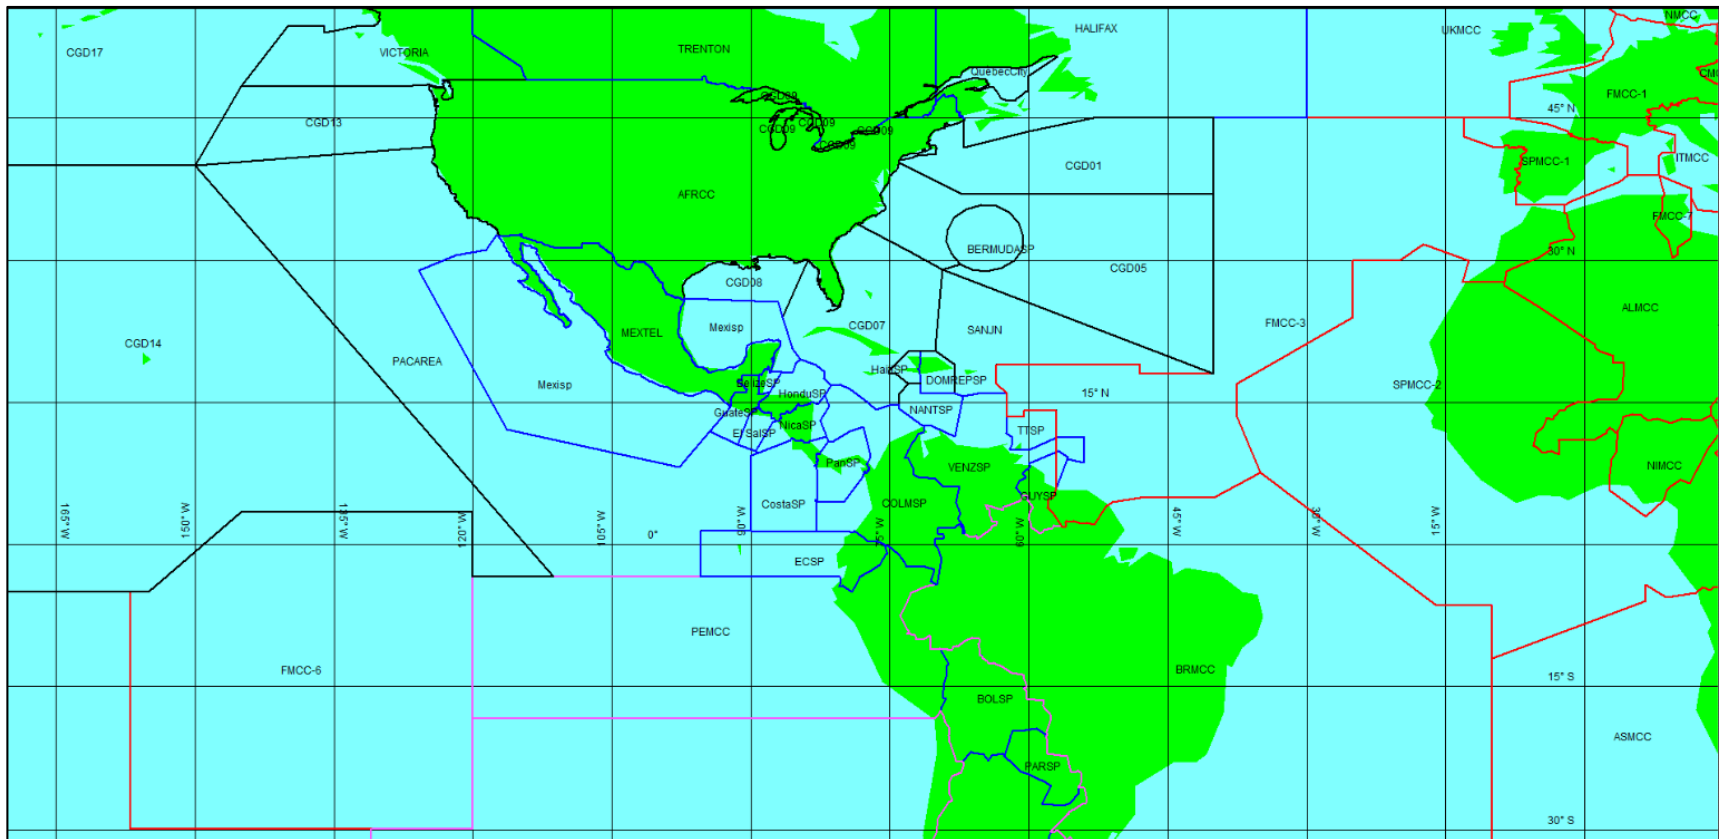 NMCC
HALIFAX
UKMCC
CGD17
VICTORIA
TRENTON
QuebecCity
FMCC-1
CGD09
45° N
CGD13
CGD09
CGD09
CGD09
CGD09
SPMCC-1
ITMCC
CGD01
AFRCC
FMCC-7
BERMUDASP
30° N
CGD05
CGD08
ALMCC
Mexisp
CGD07
FMCC-3
MEXTEL
SANJN
CGD14
PACAREA
HaitiSP
DOMREPSP
BelizeSP
Mexisp
SPMCC-2
HonduSP
15° N
GuateSP
NANTSP
NicaSP
TTSP
ElSalSP
PanSP
VENZSP
NIMCC
GUYSP
CostaSP
COLMSP
165° W
150° W
135° W
120° W
105° W
0°
90° W
75° W
60° W
45° W
30° W
15° W
ECSP
PEMCC
FMCC-6
BRMCC
15° S
BOLSP
ASMCC
PARSP
30° S